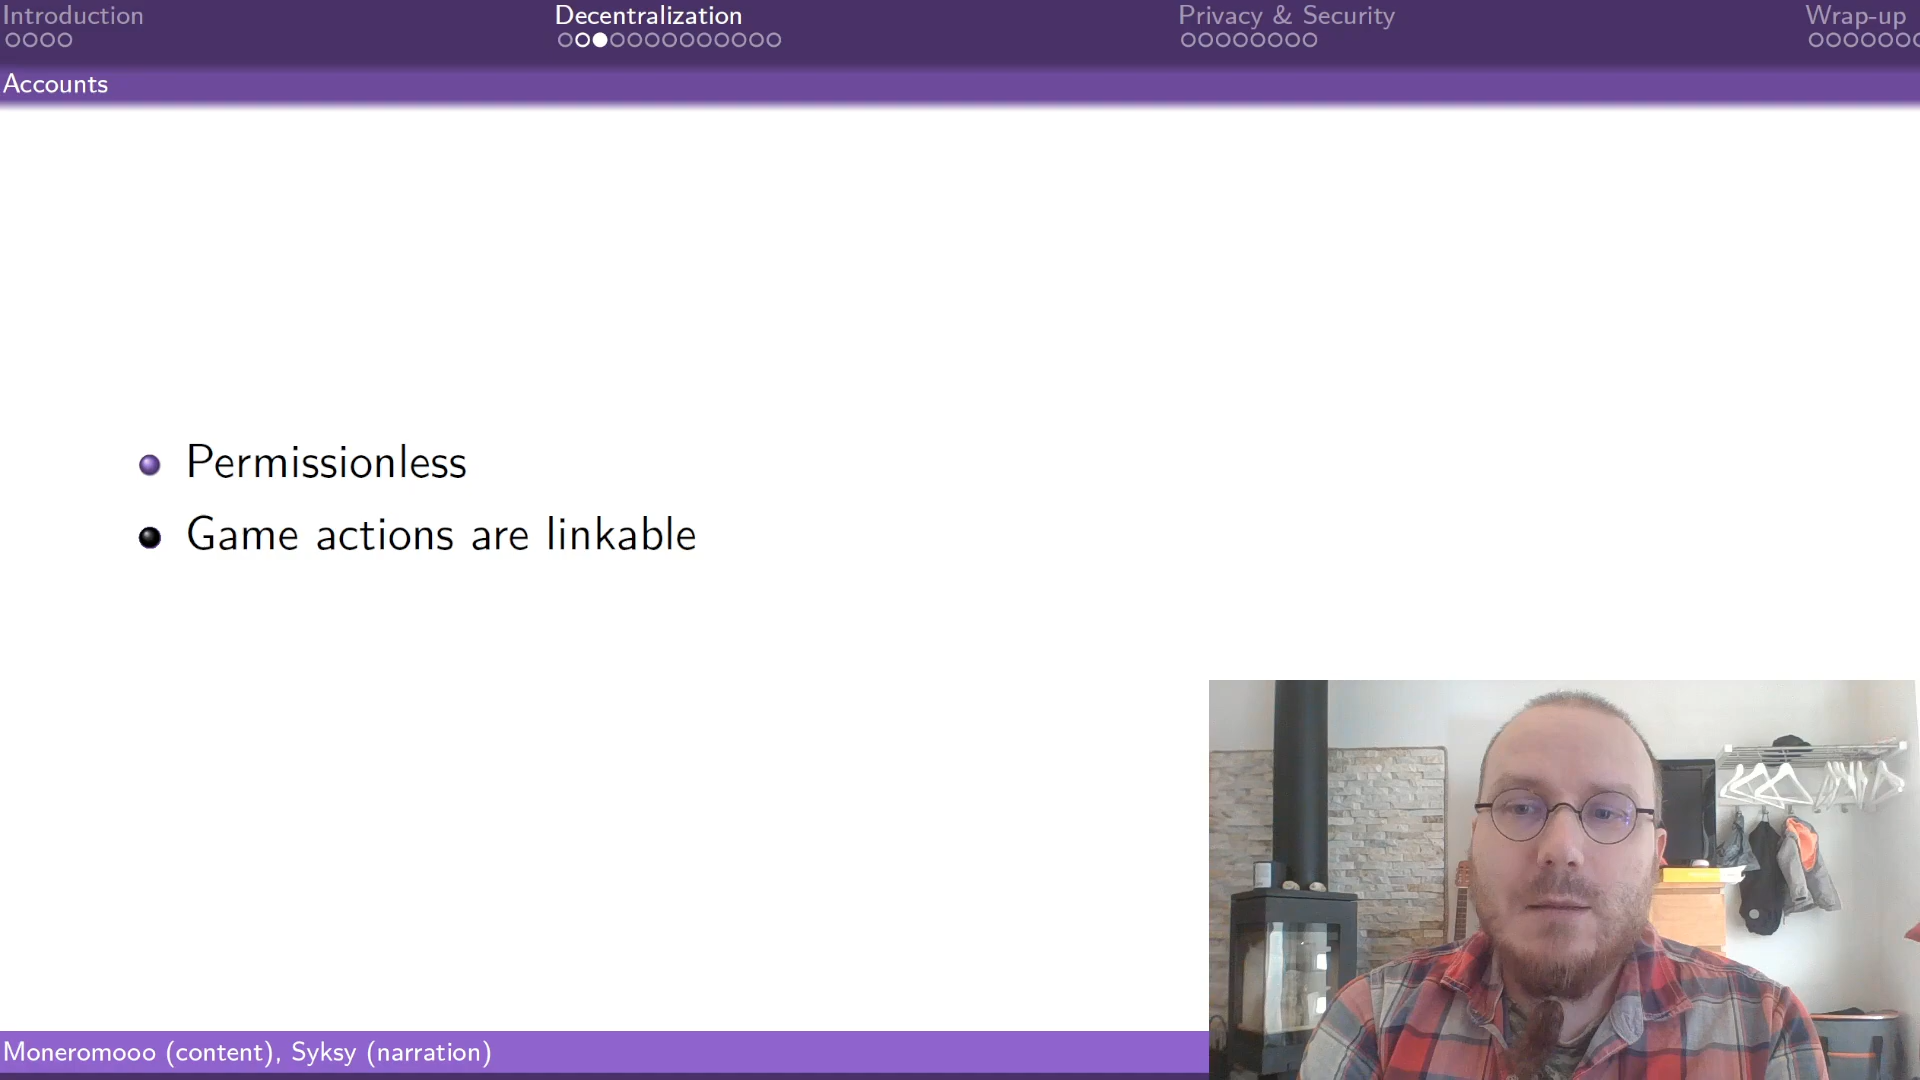 Introduction
Decentralization
Privacy & Security
Wrap-up
Accounts
Permissionless
Game actions are linkable
Moneromooo (content), Syksy (narration)